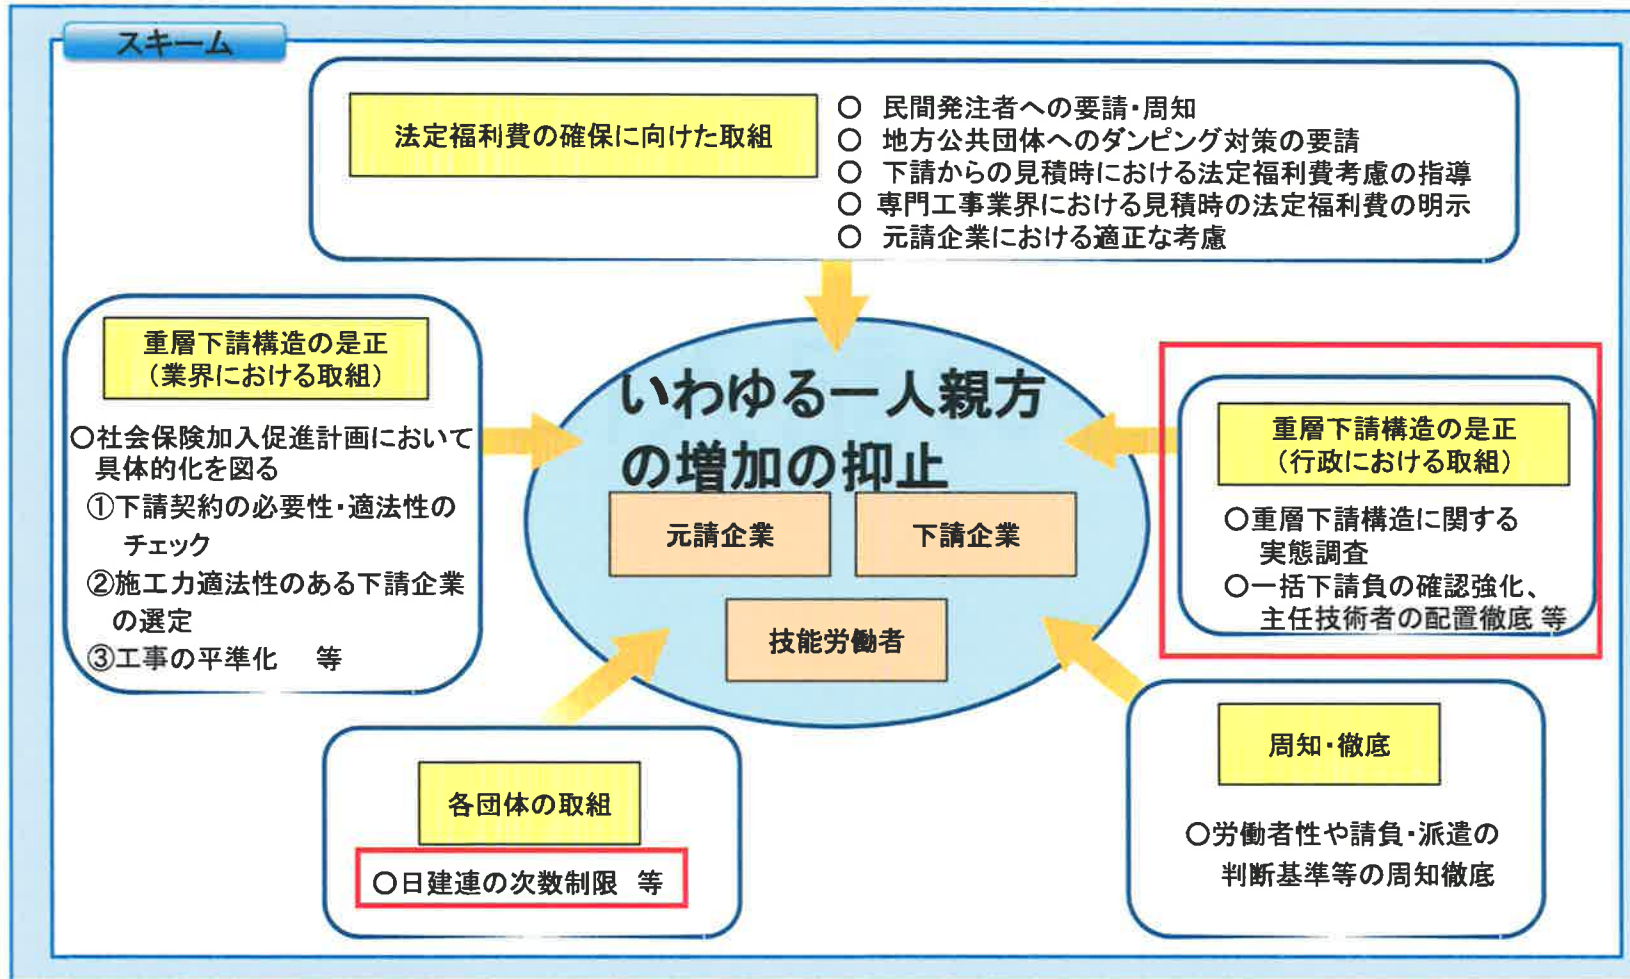 スキーム
法定福利費の確保に向けた取組
○ 民間発注者への要請・周知
○ 地方公共団体へのダンピング対策の要請
○ 下請からの見積時における法定福利費考慮の指導
○ 専門工事業界における見積時の法定福利費の明示
○ 元請企業における適正な考慮
重層下請構造の是正
（業界における取組）
○社会保険加入促進計画において
具体的化を図る
①下請契約の必要性・適法性の
チェック
②施工力適法性のある下請企業
の選定
③工事の平準化　等
いわゆる一人親方
の増加の抑止
元請企業
下請企業
技能労働者
重層下請構造の是正
（行政における取組）
○重層下請構造に関する
実態調査
○一括下請負の確認強化、
主任技術者の配置徹底 等
各団体の取組
○日建連の次数制限　等
周知・徹底
○労働者性や請負・派遣の
判断基準等の周知徹底